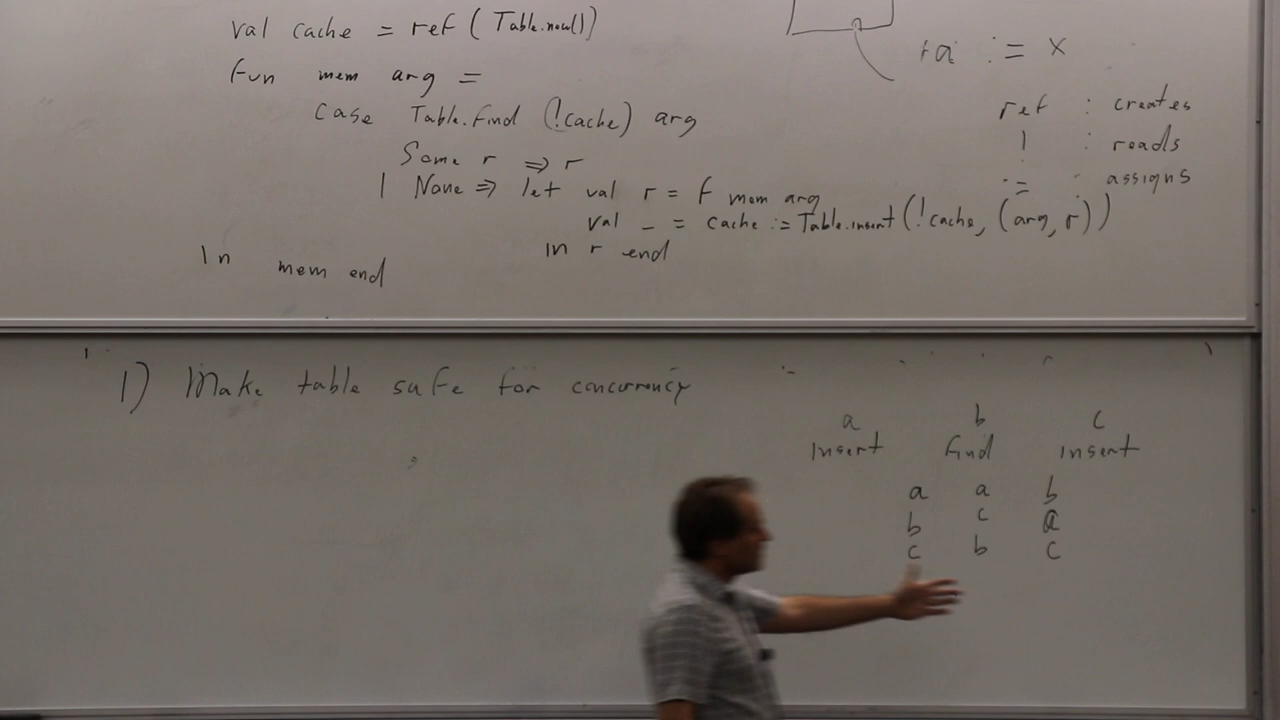 val cache = ref ( Table.new() )
fun mem arg =
case Table.find (!cache) arg
Some r => r
| None => let val r = f mem arg
val _ = cache := Table.insert (!cache, (arg, r))
in r end
In mem end
a := x
ref : creates
! : reads
:= : assigns
1) Make table safe for concurrency
a b c
insert find insert
a a b
b c a
c b c